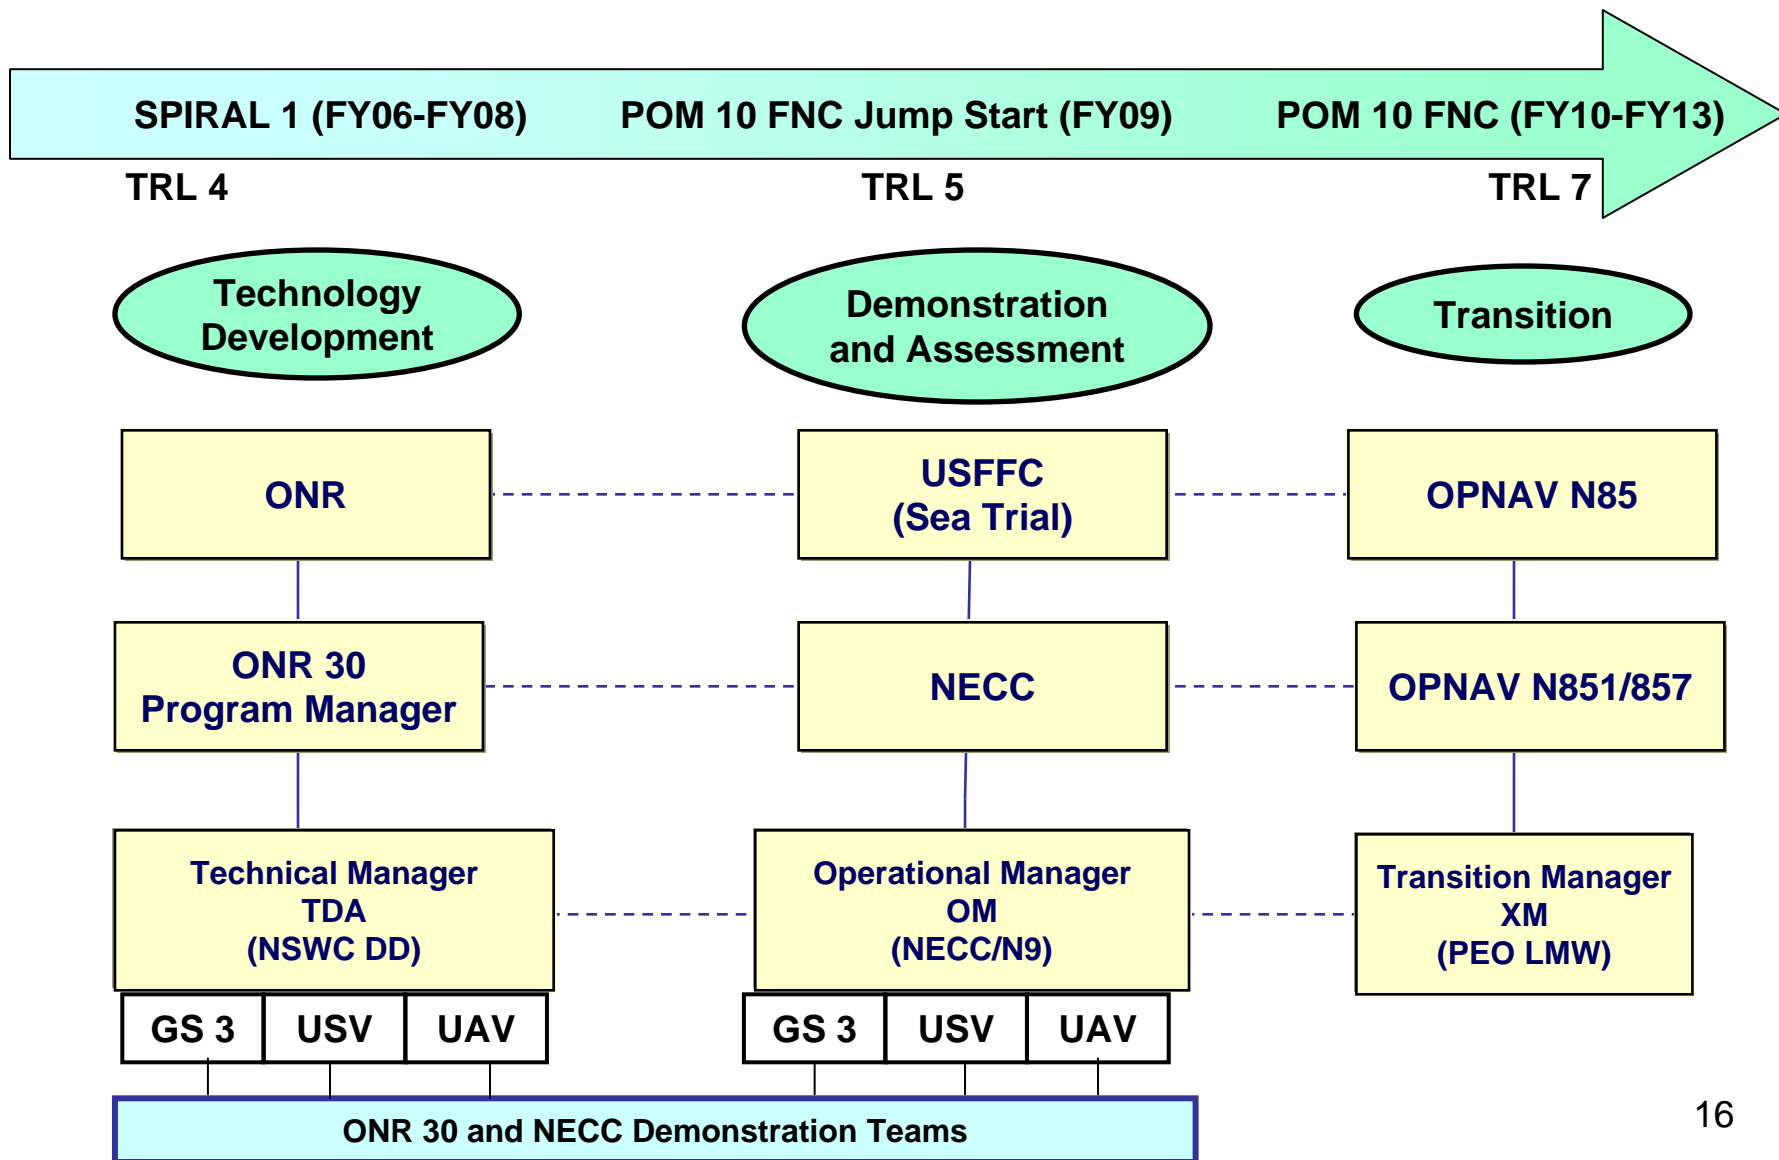 SPIRAL 1 (FY06-FY08) POM 10 FNC Jump Start (FY09) POM 10 FNC (FY10-FY13)
TRL 4 TRL 5 TRL 7
Technology
Development
Demonstration
and Assessment
Transition
ONR
USFFC
(Sea Trial)
OPNAV N85
ONR 30
Program Manager
NECC
OPNAV N851/857
Technical Manager
TDA
(NSWC DD)
Operational Manager
OM
(NECC/N9)
Transition Manager
XM
(PEO LMW)
GS 3 USV UAV
GS 3 USV UAV
ONR 30 and NECC Demonstration Teams
16